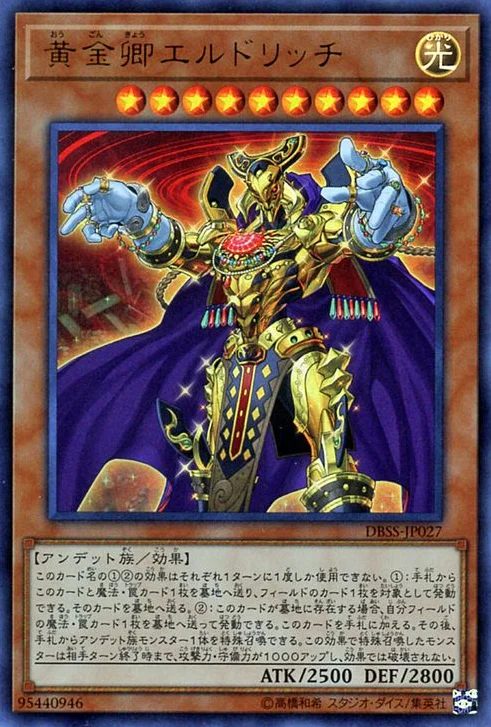 黄金卿エルドリッチ
光
DBSS-JP027
【アンデット族／効果】
このカード名の①②の効果はそれぞれ1ターンに1度しか使用できない。①：手札から
このカードと魔法・罠カード1枚を墓地へ送り、フィールドのカード1枚を対象として発動
できる。そのカードを墓地へ送る。②：このカードが墓地に存在する場合、自分フィールド
の魔法・罠カード1枚を墓地へ送って発動できる。このカードを手札に加える。その後、
手札からアンデット族モンスター1体を特殊召喚できる。この効果で特殊召喚したモンス
ターは相手ターン終了時まで、攻撃力・守備力が1000アップし、効果では破壊されない。
ATK/2500 DEF/2800
95440946
©高橋和希 スタジオ・ダイス/集英社